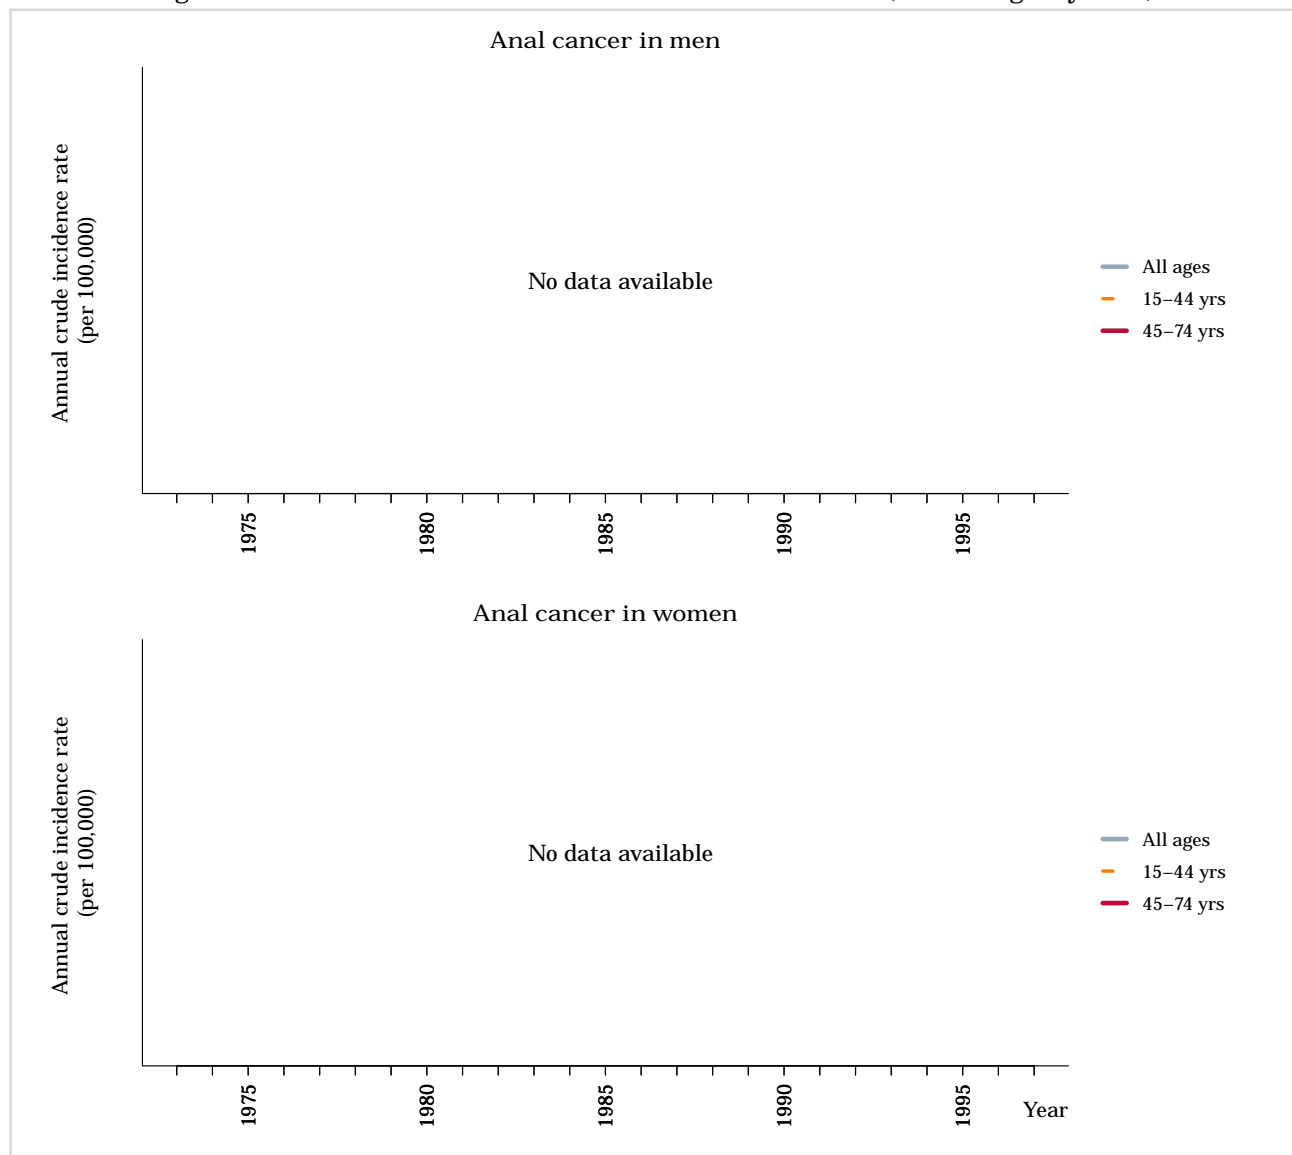 Anal cancer in men
Annual crude incidence rate
(per 100,000)
No data available
All ages
15–44 yrs
45–74 yrs
1975
1980
1985
1990
1995
Anal cancer in women
Annual crude incidence rate
(per 100,000)
No data available
All ages
15–44 yrs
45–74 yrs
1975
1980
1985
1990
1995
Year